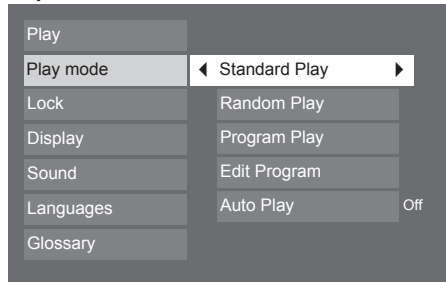 Play
Play mode
Standard Play
Lock
Random Play
Display
Program Play
Sound
Edit Program
Languages
Auto Play Off
Glossary